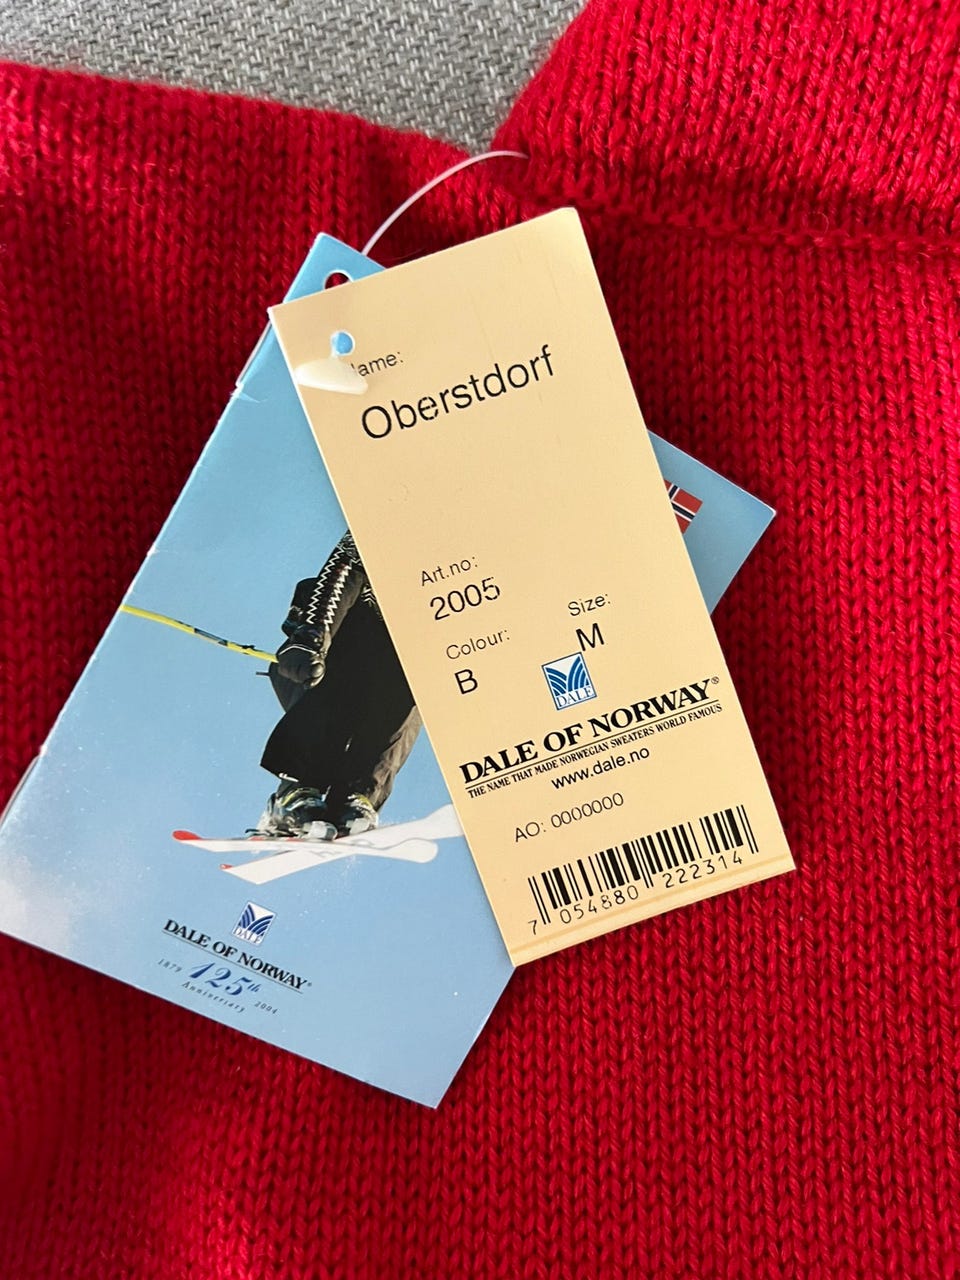 ame:
Oberstdorf
Art.no:
2005
Colour:
Size:
B
M
DALE
DALE OF NORWAY®
THE NAME THAT MADE NORWEGIAN SWEATERS WORLD FAMOUS
www.dale.no
AO: 0000000
7 054880 222314
DALE
DALE OF NORWAY®
1879 125th 2004
Anniversary